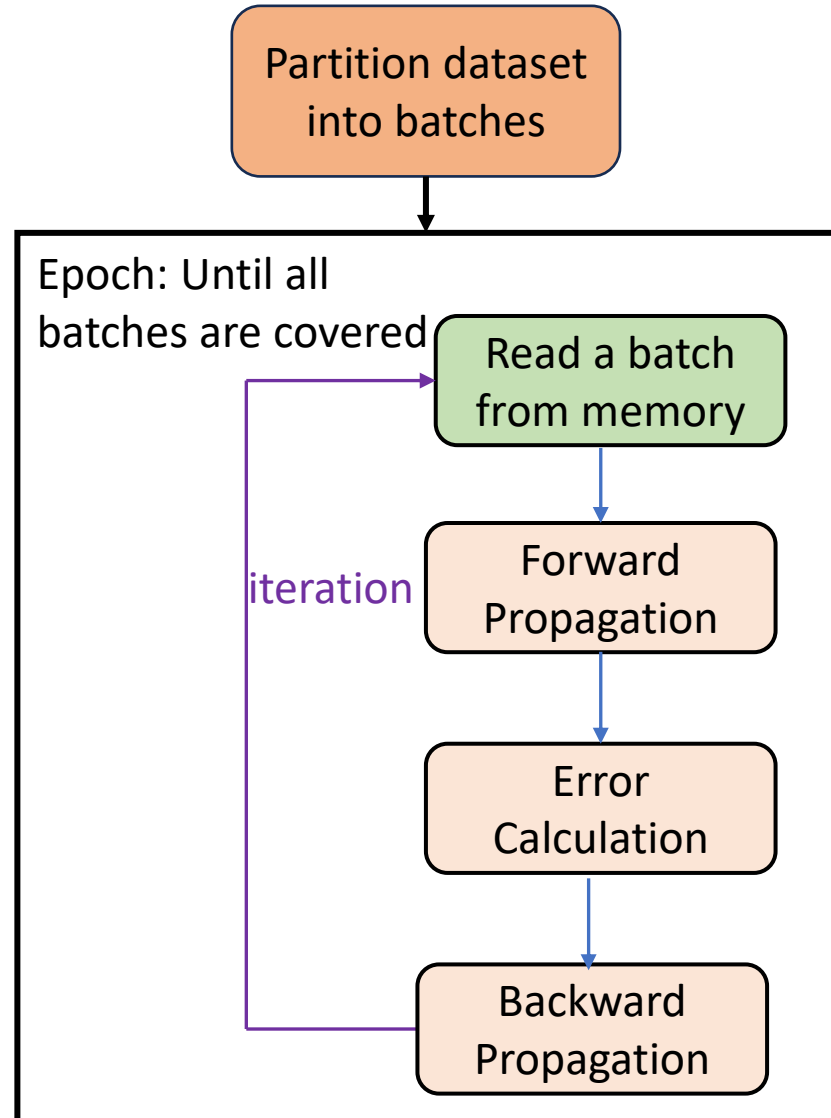 Partition dataset
into batches
Epoch: Until all
batches are covered
Read a batch
from memory
iteration
Forward
Propagation
Error
Calculation
Backward
Propagation